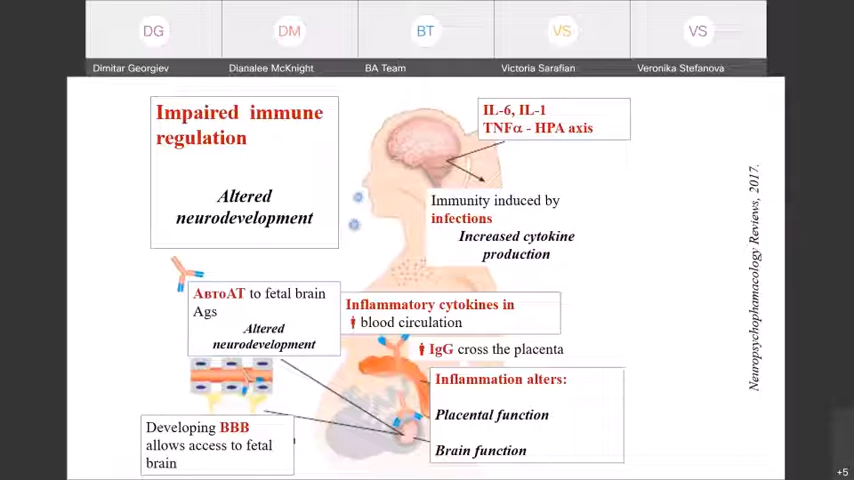 DG
DM
BT
VS
VS
Dimitar Georgiev
Dianalee McKnight
BA Team
Victoria Sarafian
Veronika Stefanova
Impaired immune
regulation
Altered
neurodevelopment
IL-6, IL-1
TNFα - HPA axis
Immunity induced by
infections
Increased cytokine
production
АвтоАТ to fetal brain
Ags
Altered
neurodevelopment
Inflammatory cytokines in
blood circulation
IgG cross the placenta
Inflammation alters:
Placental function
Brain function
Developing BBB
allows access to fetal
brain
Neuropsychophamacology Reviews, 2017.
+5